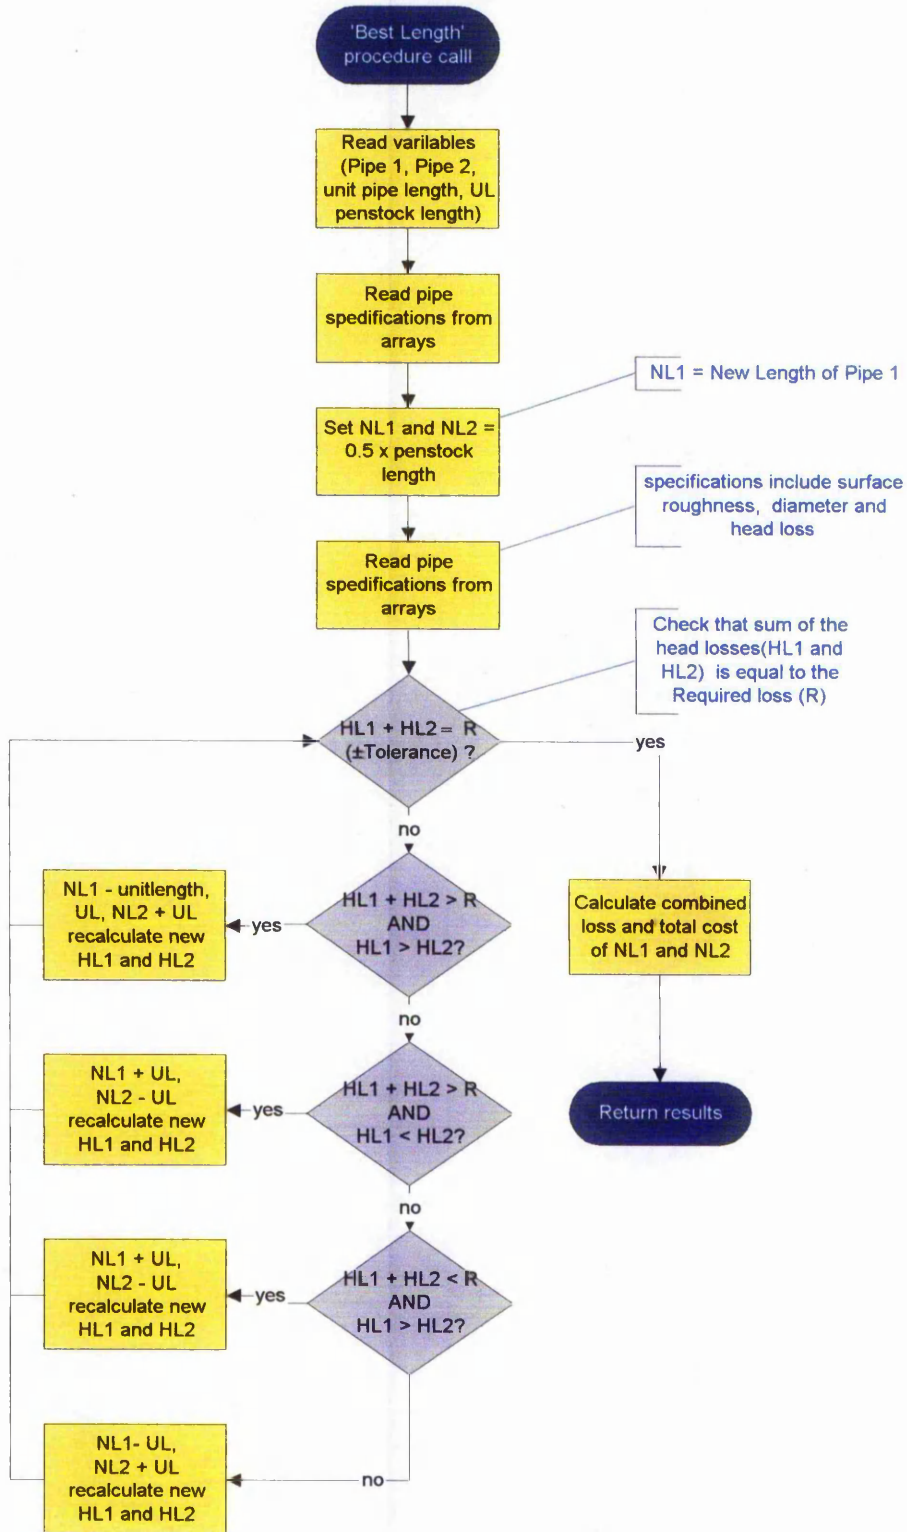 'Best Length'
procedure calll
Read varilables
(Pipe 1, Pipe 2,
unit pipe length, UL
penstock length)
Read pipe
spedifications from
arrays
NL1 = New Length of Pipe 1
Set NL1 and NL2 =
0.5 x penstock
length
specifications include surface
roughness, diameter and
head loss
Read pipe
spedifications from
arrays
Check that sum of the
head losses(HL1 and
HL2) is equal to the
Required loss (R)
HL1 + HL2 = R
(±Tolerance) ?
yes
no
NL1 - unitlength,
UL, NL2 + UL
recalculate new
HL1 and HL2
yes
HL1 + HL2 > R
AND
HL1 > HL2?
Calculate combined
loss and total cost
of NL1 and NL2
no
NL1 + UL,
NL2 - UL
recalculate new
HL1 and HL2
yes
HL1 + HL2 > R
AND
HL1 < HL2?
Return results
no
NL1 + UL,
NL2 - UL
recalculate new
HL1 and HL2
yes
HL1 + HL2 < R
AND
HL1 > HL2?
NL1- UL,
NL2 + UL
recalculate new
HL1 and HL2
no